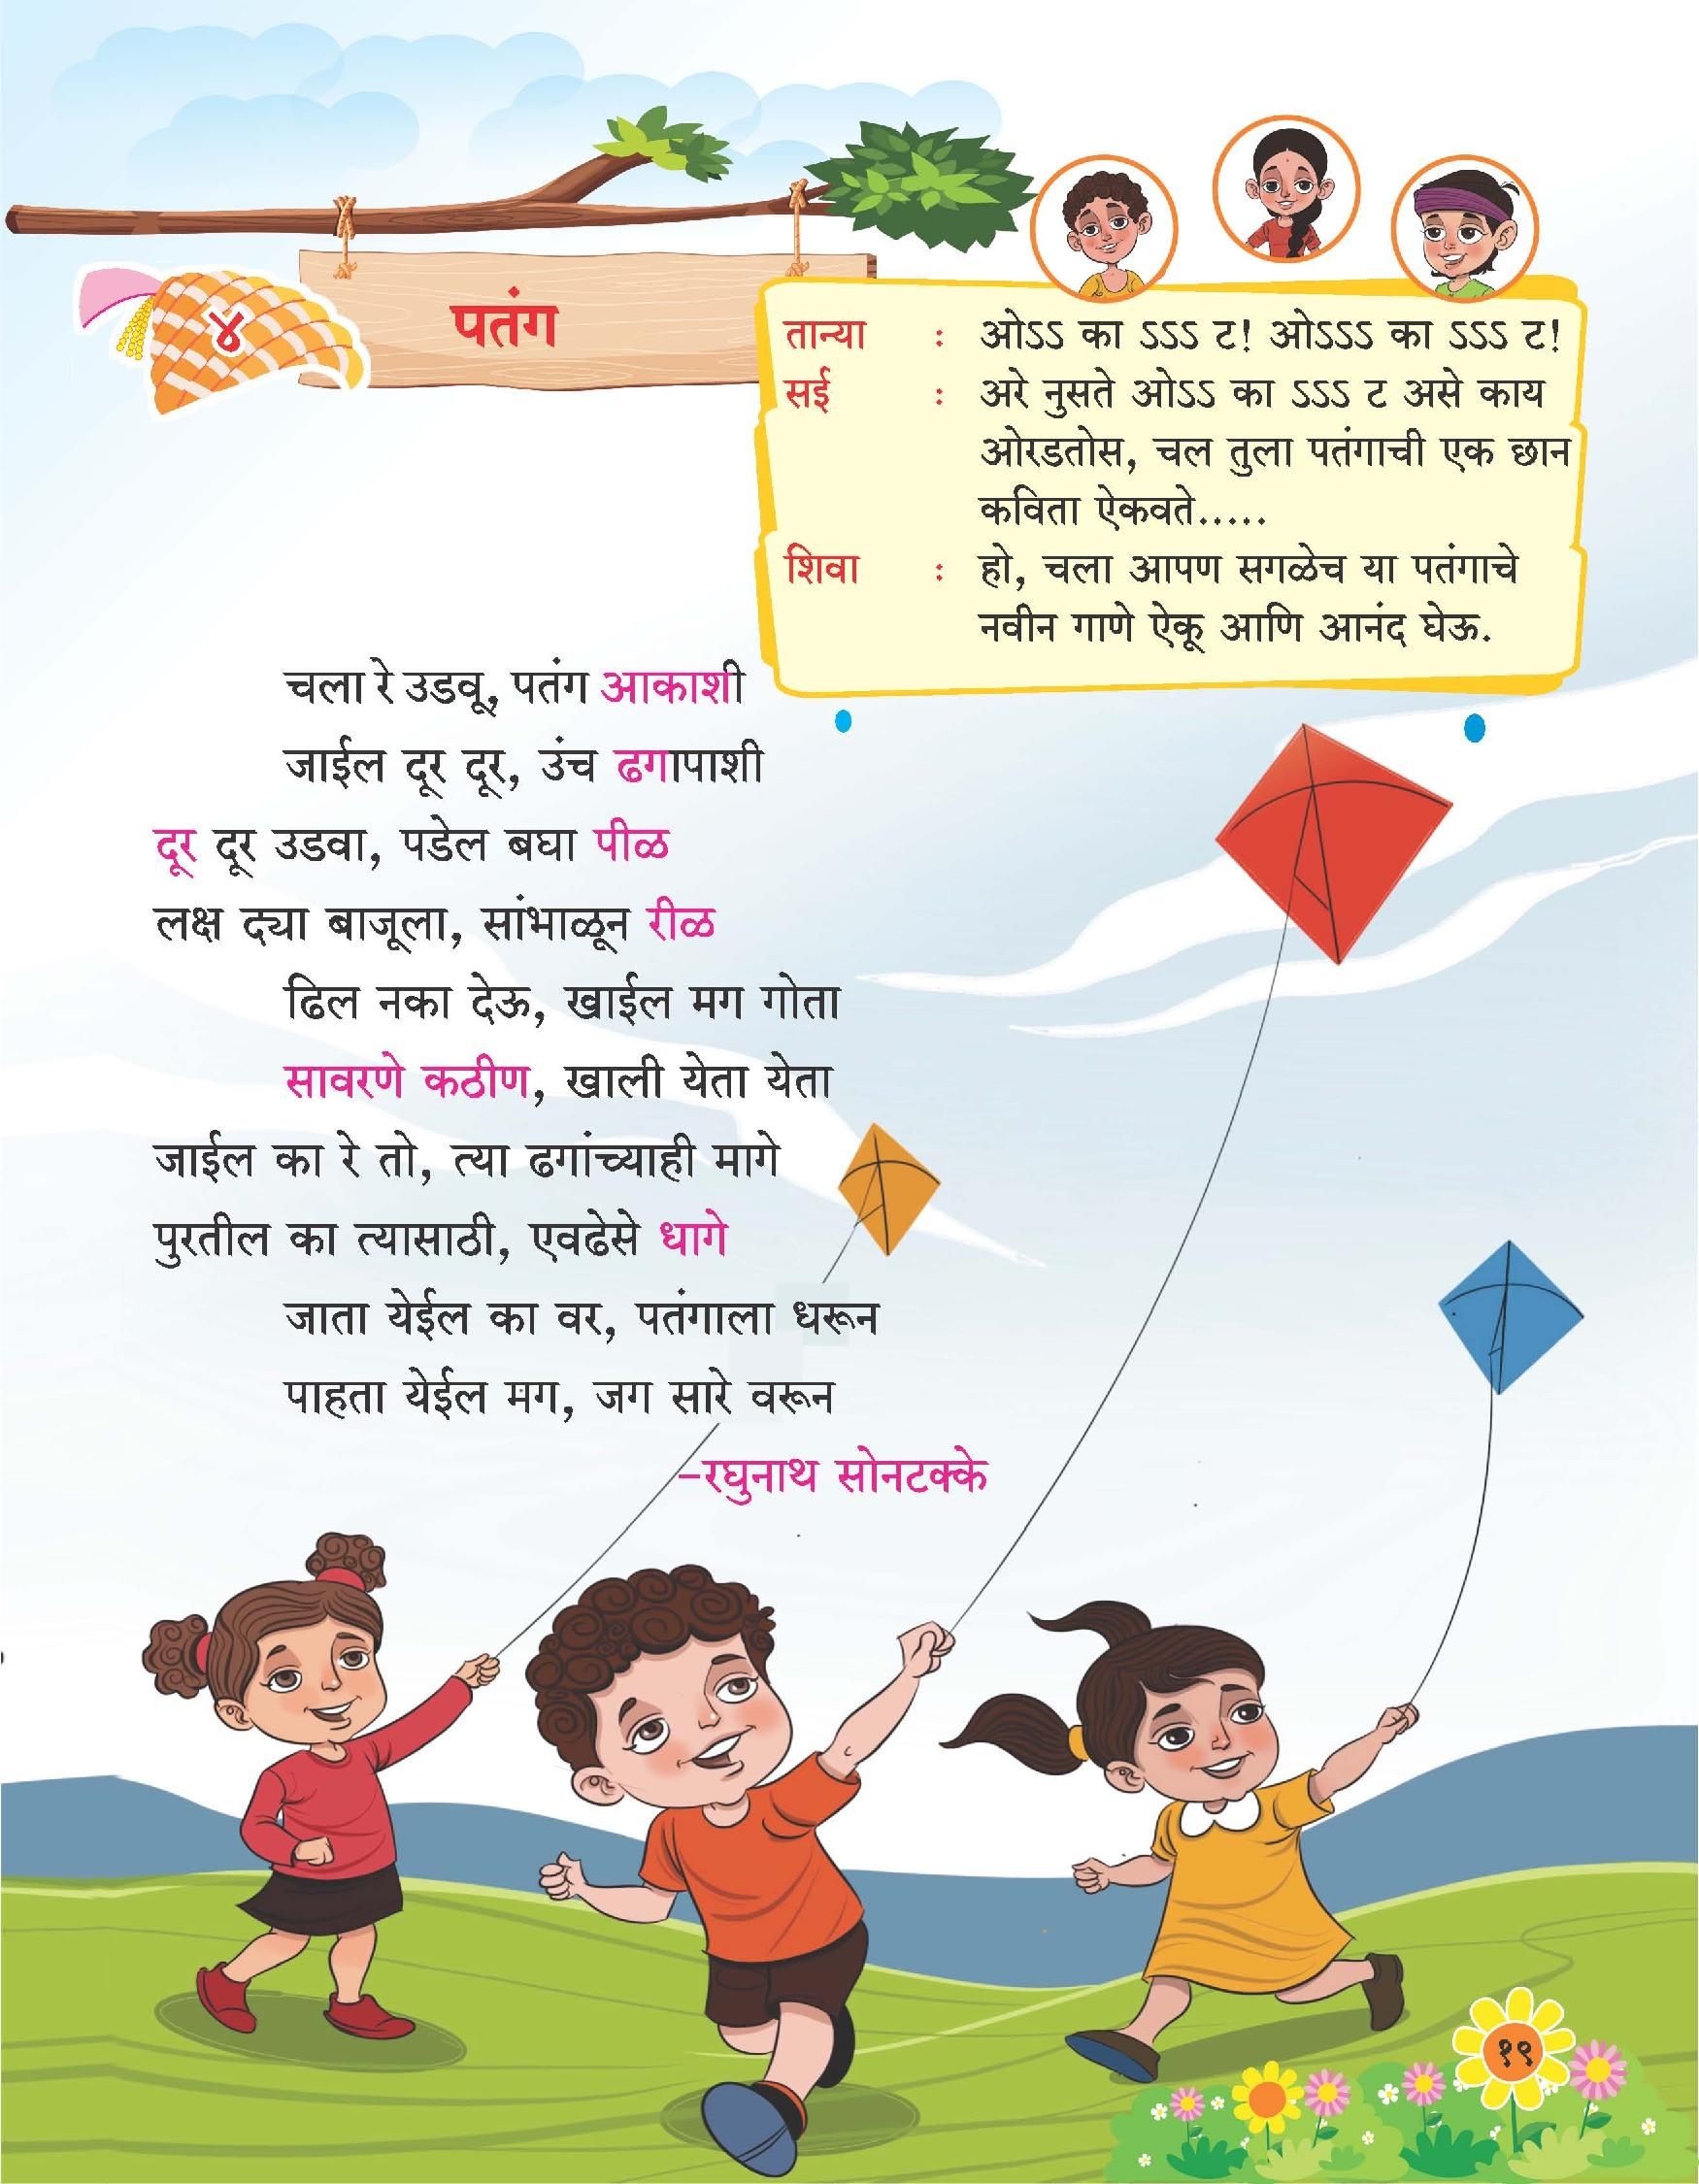 ४
पतंग
तान्या : ओऽऽ का ऽऽऽ ट! ओऽऽऽ का ऽऽऽ ट!
सई : अरे नुसते ओऽऽ का ऽऽऽ ट असे काय
ओरडतोस, चल तुला पतंगाची एक छान
कविता ऐकवते.....
शिवा : हो, चला आपण सगळेच या पतंगाचे
नवीन गाणे ऐकू आणि आनंद घेऊ.
चला रे उडवू, पतंग आकाशी
जाईल दूर दूर, उंच ढगापाशी
दूर दूर उडवा, पडेल बघा पीळ
लक्ष द्या बाजूला, सांभाळून रीळ
ढिल नका देऊ, खाईल मग गोता
सावरणे कठीण, खाली येता येता
जाईल का रे तो, त्या ढगांच्याही मागे
पुरतील का त्यासाठी, एवढेसे धागे
जाता येईल का वर, पतंगाला धरून
पाहता येईल मग, जग सारे वरून
-रघुनाथ सोनटक्के
१९